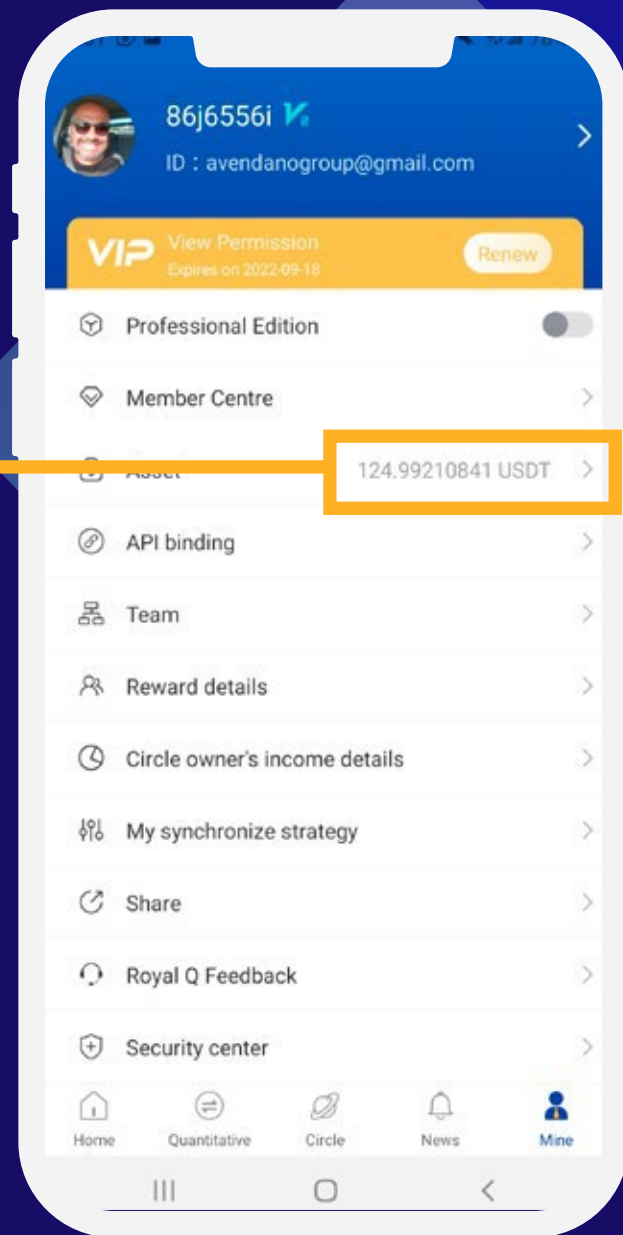 86j6556i
ID : avendanogroup@gmail.com
VIP View Permission
Expires on 2022-09-18
Renew
Professional Edition
Member Centre
Asset 124.99210841 USDT
API binding
Team
Reward details
Circle owner's income details
My synchronize strategy
Share
Royal Q Feedback
Security center
Home Quantitative Circle News Mine